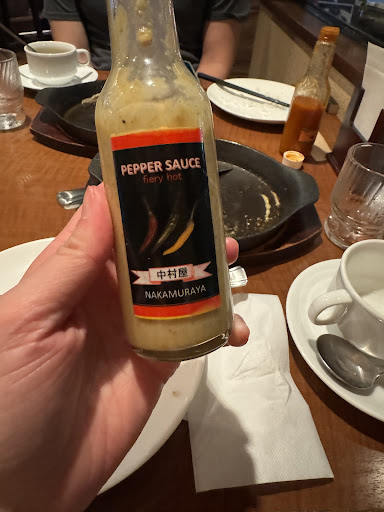 PEPPER SAUCE
fiery hot
中村屋
NAKAMURAYA